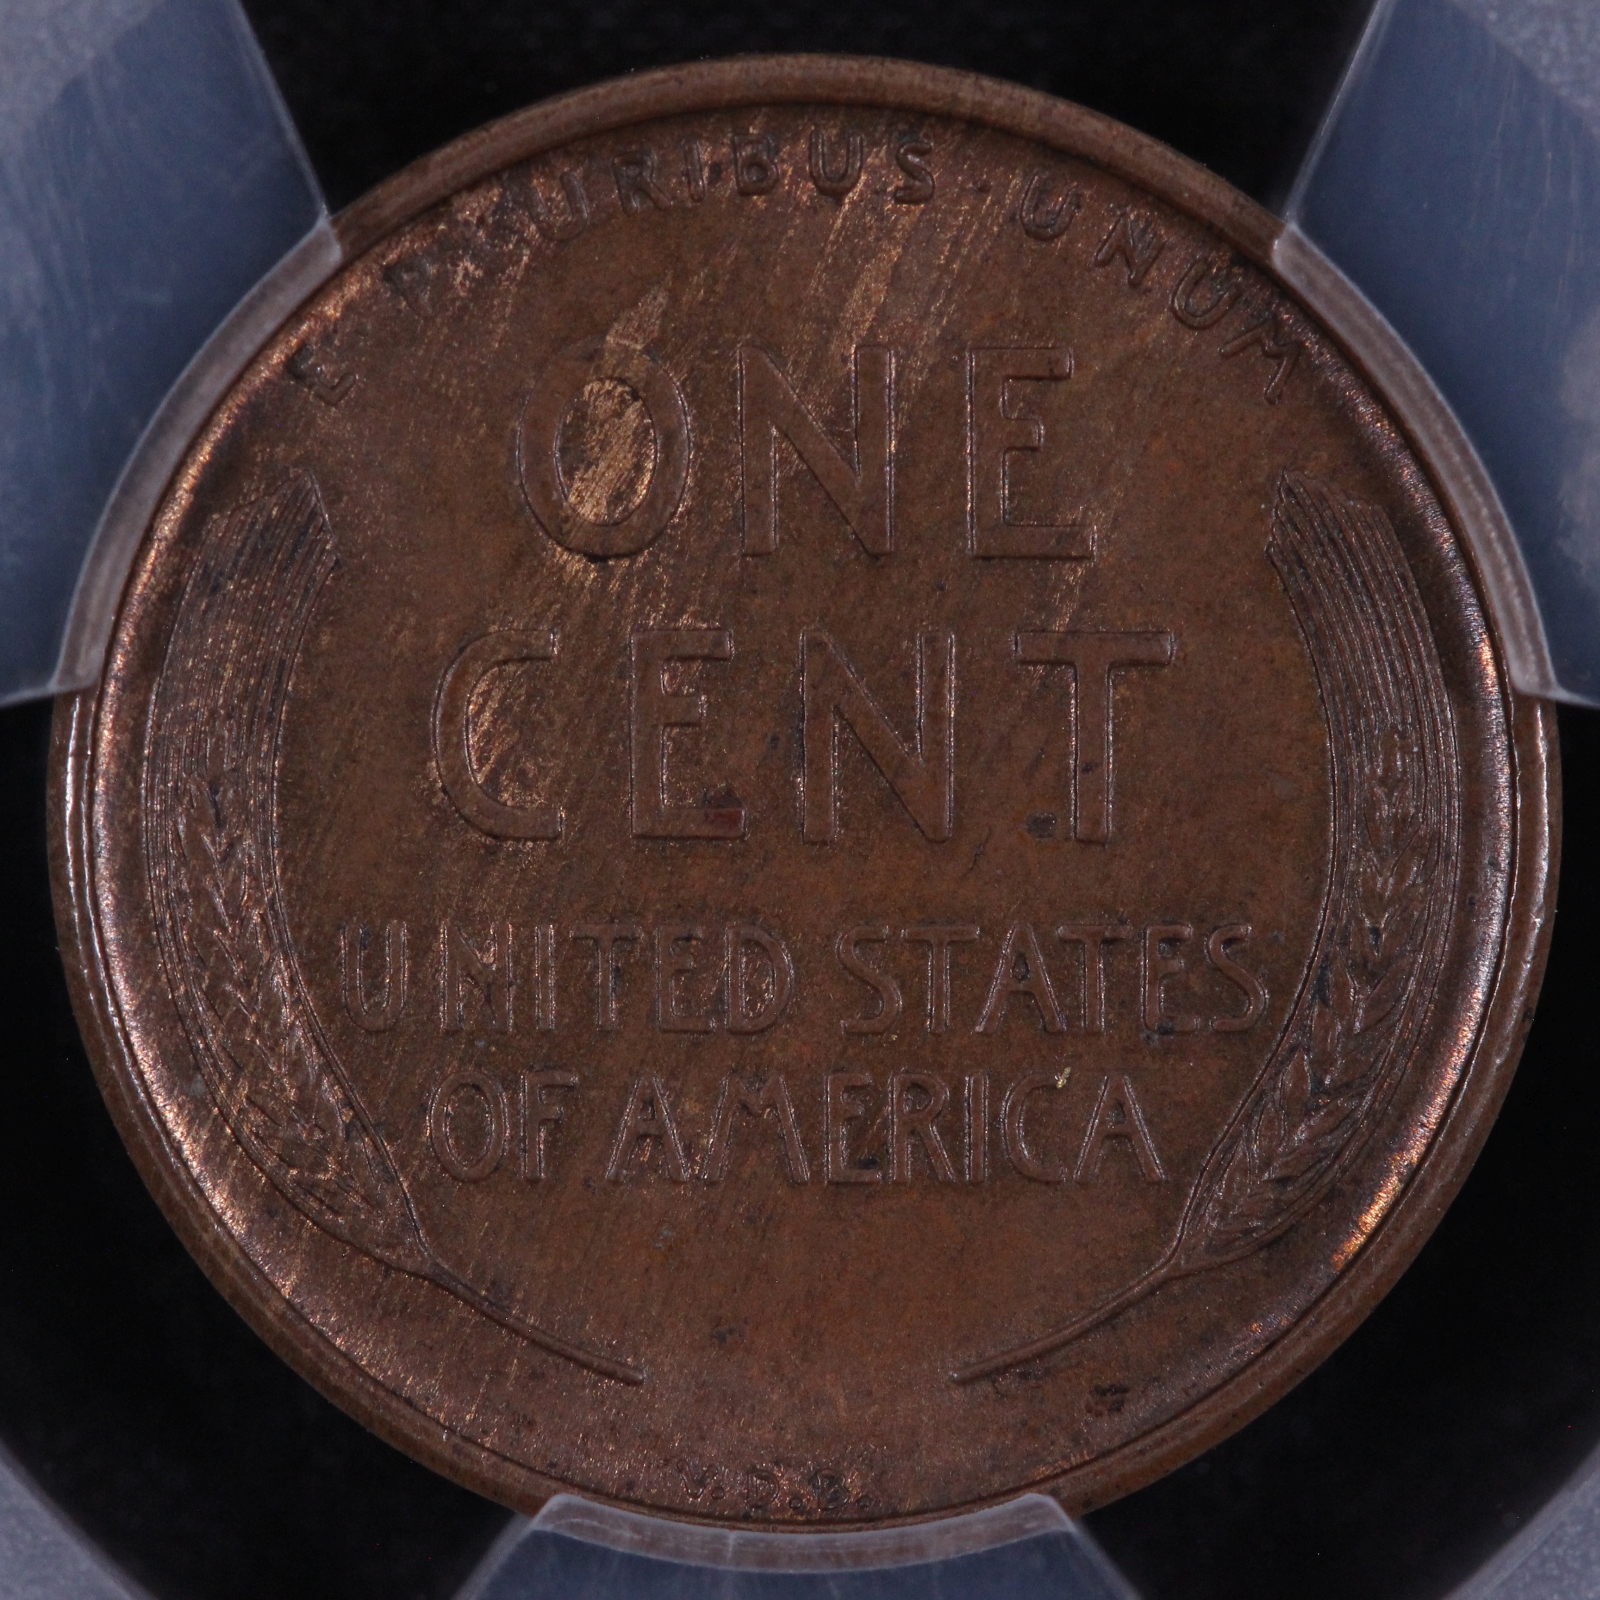 E PLURIBUS UNUM
ONE
CENT
UNITED STATES
OF AMERICA
V.D.B.